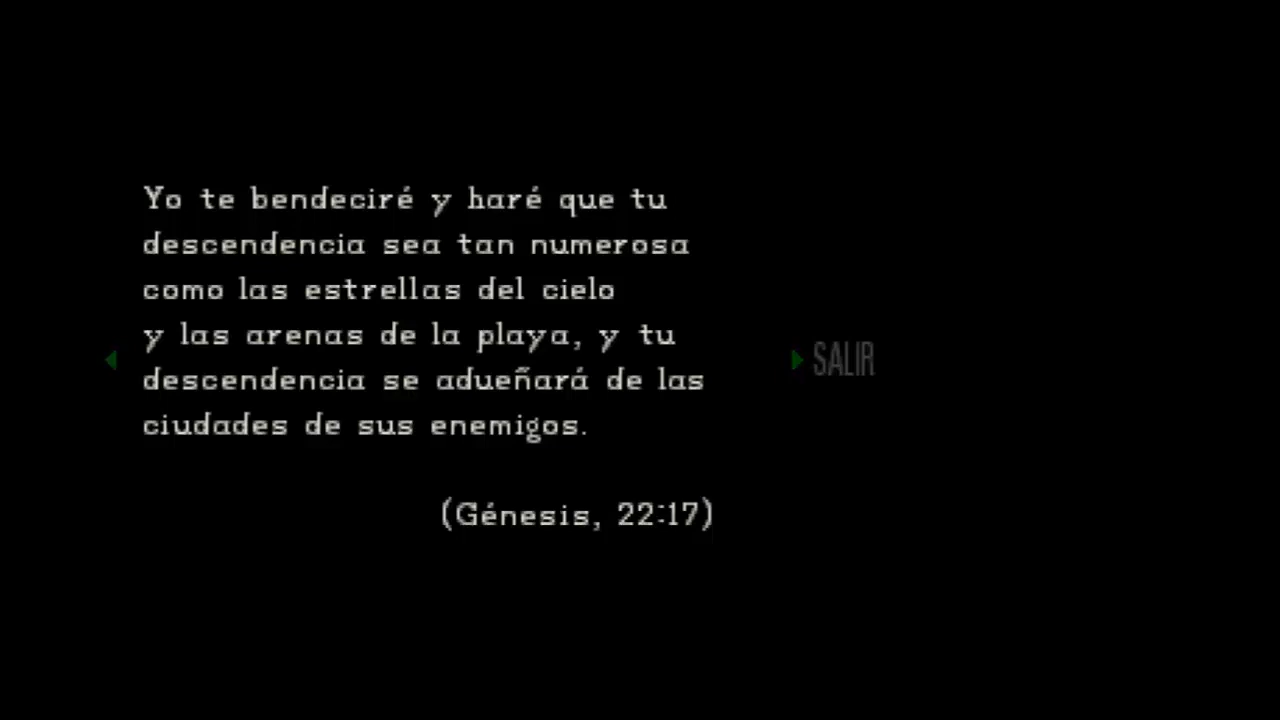 Yo te bendeciré y haré que tu
descendencia sea tan numerosa
como las estrellas del cielo
y las arenas de la playa, y tu
descendencia se adueñará de las
ciudades de sus enemigos.
(Génesis, 22:17)
SALIR